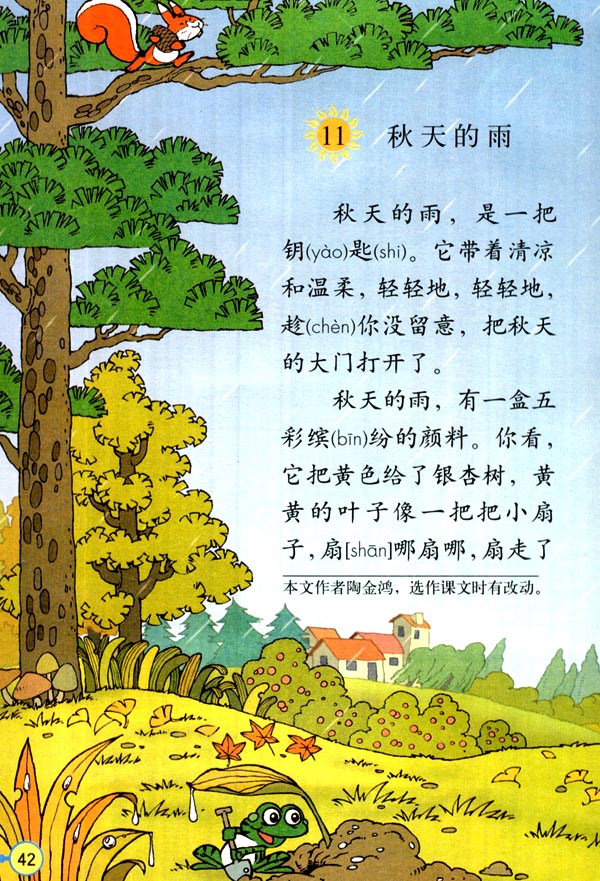 11 秋天的雨
秋天的雨，是一把
钥(yào)匙(shi)。它带着清凉
和温柔，轻轻地，轻轻地，
趁(chèn)你没留意，把秋天
的大门打开了。
秋天的雨，有一盒五
彩缤(bīn)纷的颜料。你看，
它把黄色给了银杏树，黄
黄的叶子像一把把小扇
子，扇[shān]哪扇哪，扇走了
本文作者陶金鸿，选作课文时有改动。
42